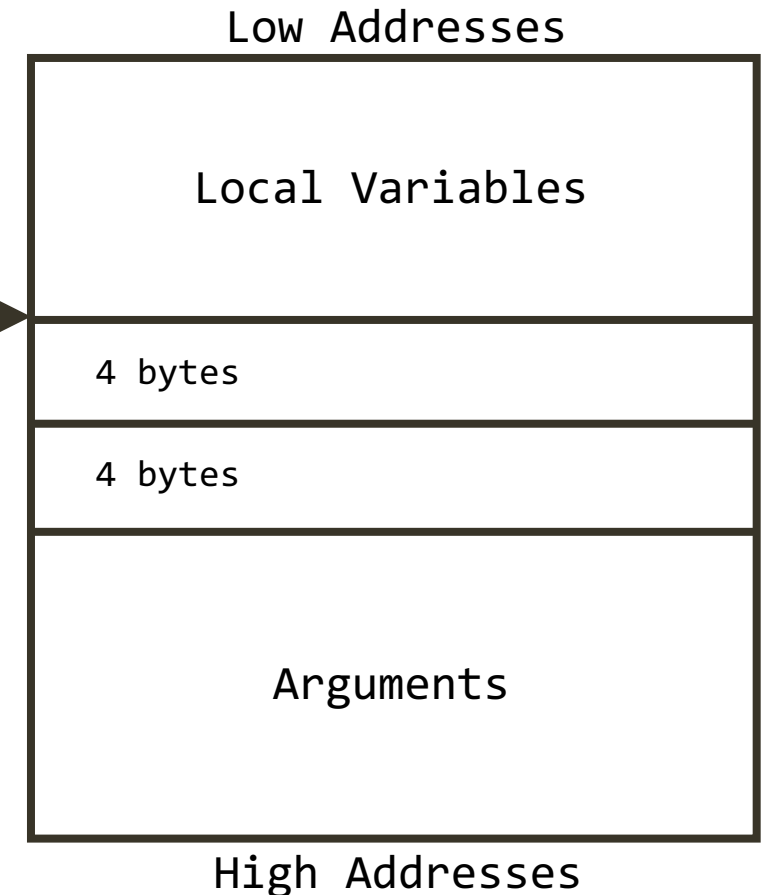 Low Addresses
Local Variables
4 bytes
4 bytes
Arguments
High Addresses